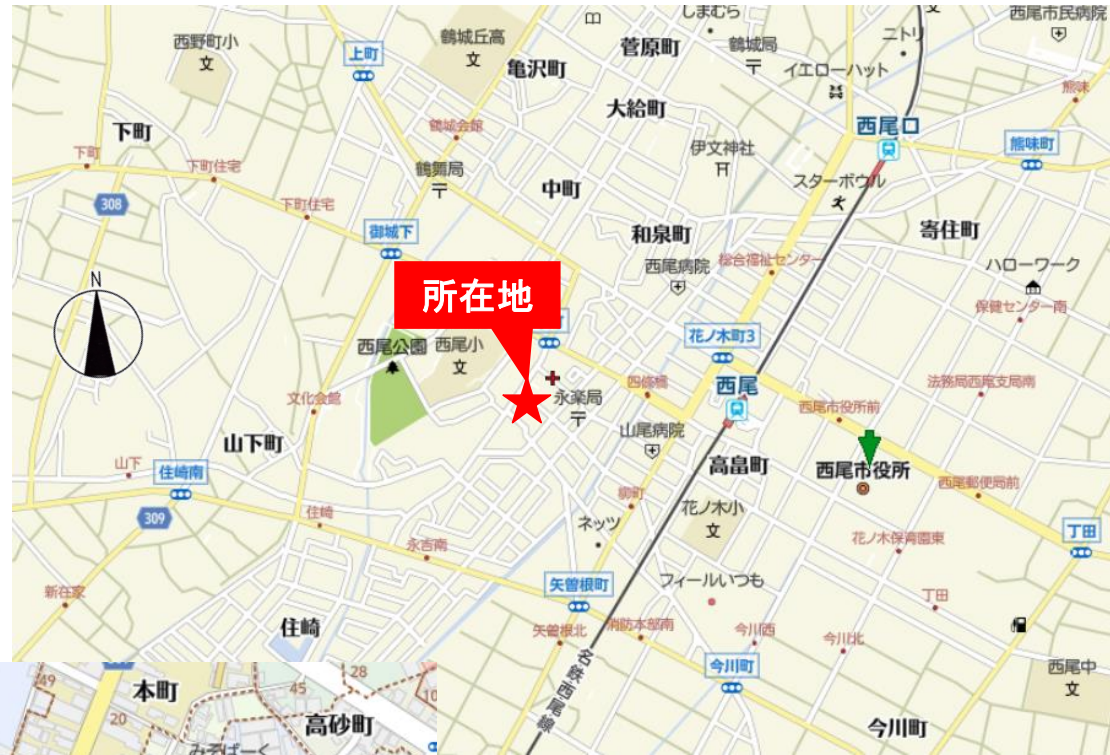 しまむら
西尾市民病院
西野町小
文
鶴城丘高
文
上町
菅原町
鶴城局
ニトリ
文
亀沢町
イエローハット
大給町
熊味
下町
鶴城会館
西尾口
熊味町
伊文神社
下町
下町住宅
鶴舞局
中町
スターボウル
308
下町住宅
御城下
和泉町
寄住町
西尾病院
総合福祉センター
ハローワーク
N
所在地
保健センター南
西尾公園
西尾小
文
花ノ木町3
四條橋
西尾
法務局西尾支局南
文化会館
永楽局
西尾市役所前
山下町
山尾病院
高畠町
西尾市役所
山下
住崎南
西尾郵便局前
柳町
花ノ木小
文
309
住崎
ネッツ
丁田
永吉南
花ノ木保育園東
新在家
矢曽根町
フィールいつも
丁田
住崎
矢曽根北
消防本部南
今川西
今川北
名鉄西尾線
今川町
西尾中
文
49
本町
28
45
10
20
高砂町
今川町
みそぱーく